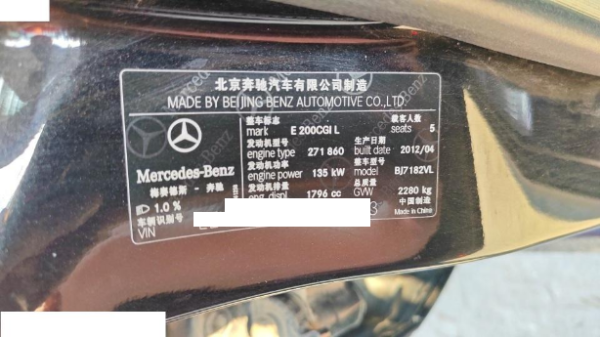 北京奔驰汽车有限公司制造
MADE BY BEIJING BENZ AUTOMOTIVE CO.,LTD.
整车标志 载客人数
mark E 200CGI L seats 5
发动机型号 生产日期
engine type 271 860 built date 2012/04
Mercedes-Benz
发动机功率 整车型号
engine power 135 kW model BJ7182VL
梅赛德斯 - 奔驰
发动机排量 总质量
eng. displ 1796 cc GVW 2280 kg
1.0 %
中国制造
Made in China
车辆识别号
VIN